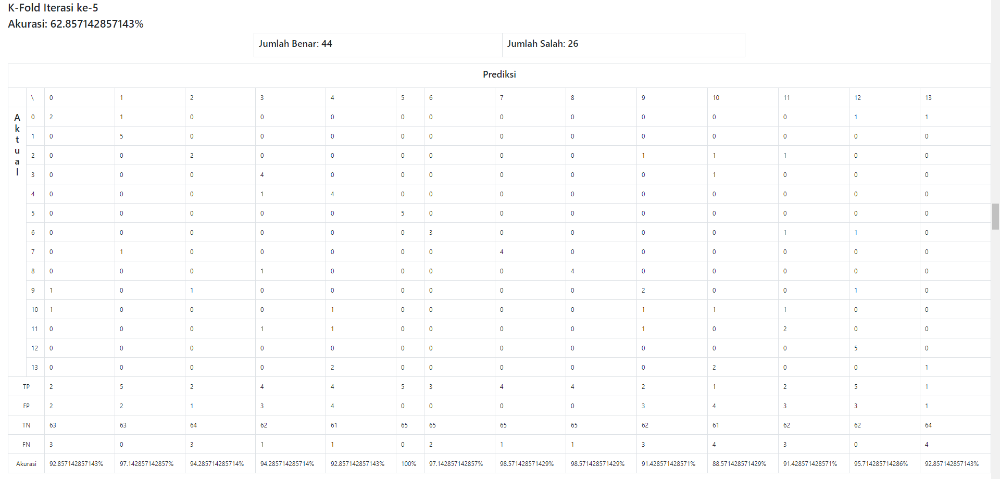 K-Fold Iterasi ke-5
Akurasi: 62.857142857143%
Jumlah Benar: 44 Jumlah Salah: 26
Prediksi
\ 0 1 2 3 4 5 6 7 8 9 10 11 12 13
Aktual
0 2 1 0 0 0 0 0 0 0 0 0 0 1 1
1 0 5 0 0 0 0 0 0 0 0 0 0 0 0
2 0 0 2 0 0 0 0 0 0 1 1 1 0 0
3 0 0 0 4 0 0 0 0 0 0 1 0 0 0
4 0 0 0 1 4 0 0 0 0 0 0 0 0 0
5 0 0 0 0 0 5 0 0 0 0 0 0 0 0
6 0 0 0 0 0 0 3 0 0 0 0 1 1 0
7 0 1 0 0 0 0 0 4 0 0 0 0 0 0
8 0 0 0 1 0 0 0 0 4 0 0 0 0 0
9 1 0 1 0 0 0 0 0 0 2 0 0 1 0
10 1 0 0 0 1 0 0 0 0 1 1 1 0 0
11 0 0 0 1 1 0 0 0 0 1 0 2 0 0
12 0 0 0 0 0 0 0 0 0 0 0 0 5 0
13 0 0 0 0 2 0 0 0 0 0 2 0 0 1
TP 2 5 2 4 4 5 3 4 4 2 1 2 5 1
FP 2 2 1 3 4 0 0 0 0 3 4 3 3 1
TN 63 63 64 62 61 65 65 65 65 62 61 62 62 64
FN 3 0 3 1 1 0 2 1 1 3 4 3 0 4
Akurasi 92.857142857143% 97.142857142857% 94.285714285714% 94.285714285714% 92.857142857143% 100% 97.142857142857% 98.571428571429% 98.571428571429% 91.428571428571% 88.571428571429% 91.428571428571% 95.714285714286% 92.857142857143%